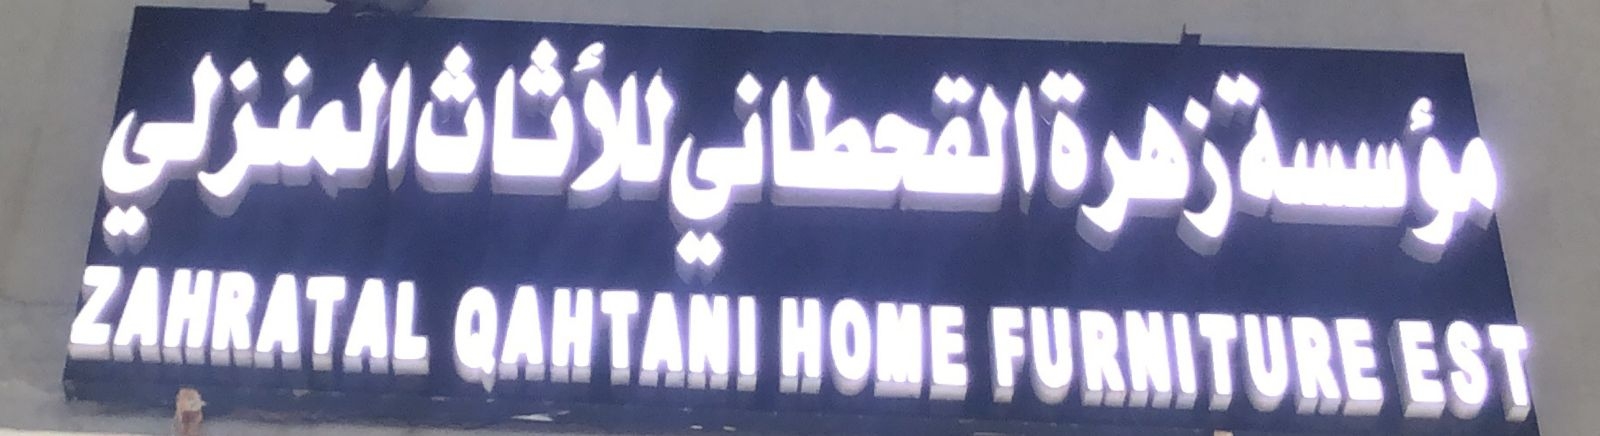 مؤسسة زهرة القحطاني للأثاث المنزلي
ZAHRATAL QAHTANI HOME FURNITURE EST